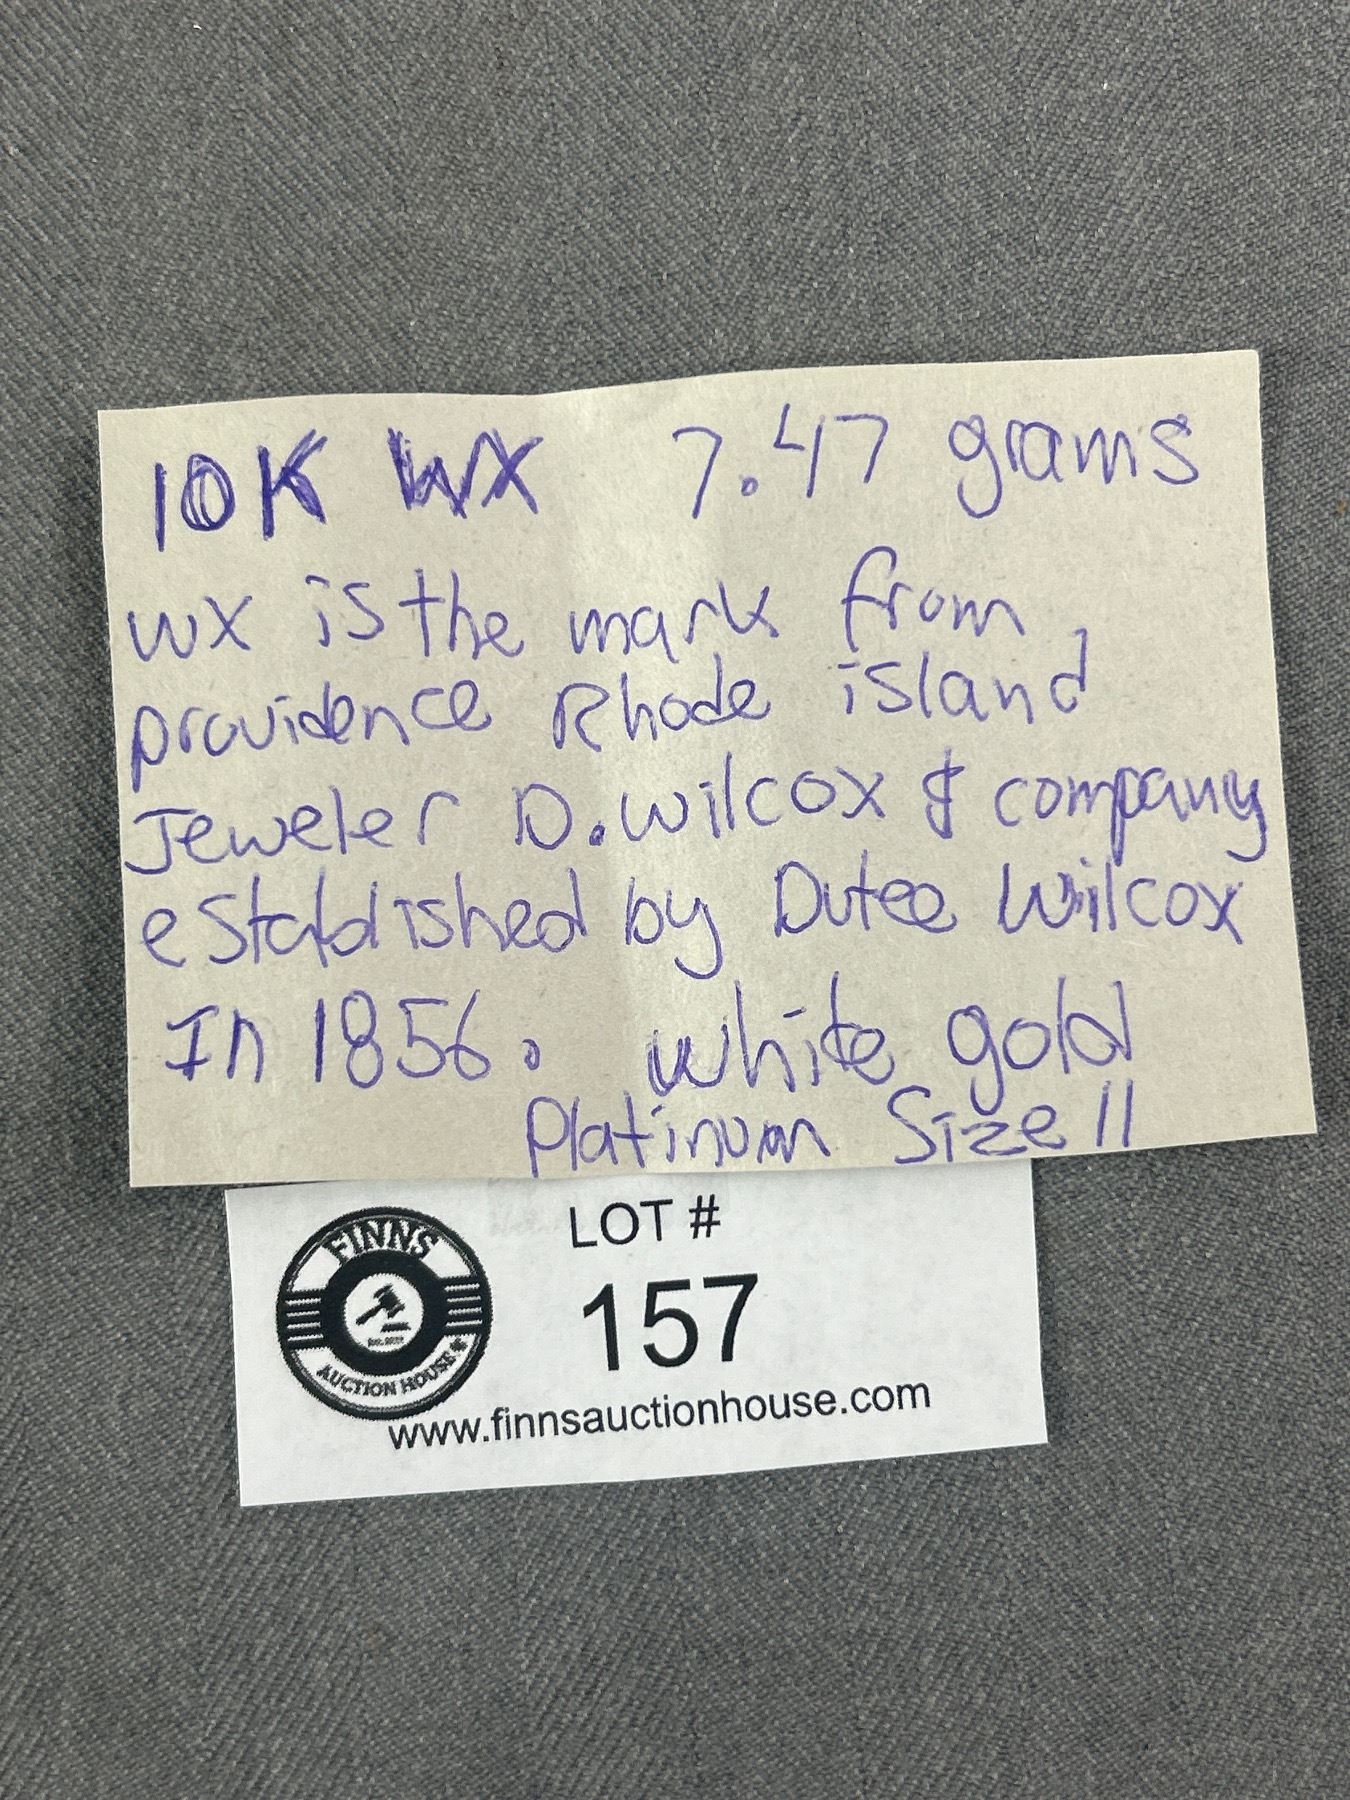 10K WX 7.47 grams
WX is the mark from
providence Rhode island
Jeweler D. Wilcox & company
established by Dutee Wilcox
In 1856. white gold
Platinum Size 11
FINNS
AUCTION HOUSE
LOT #
157
www.finnsauctionhouse.com